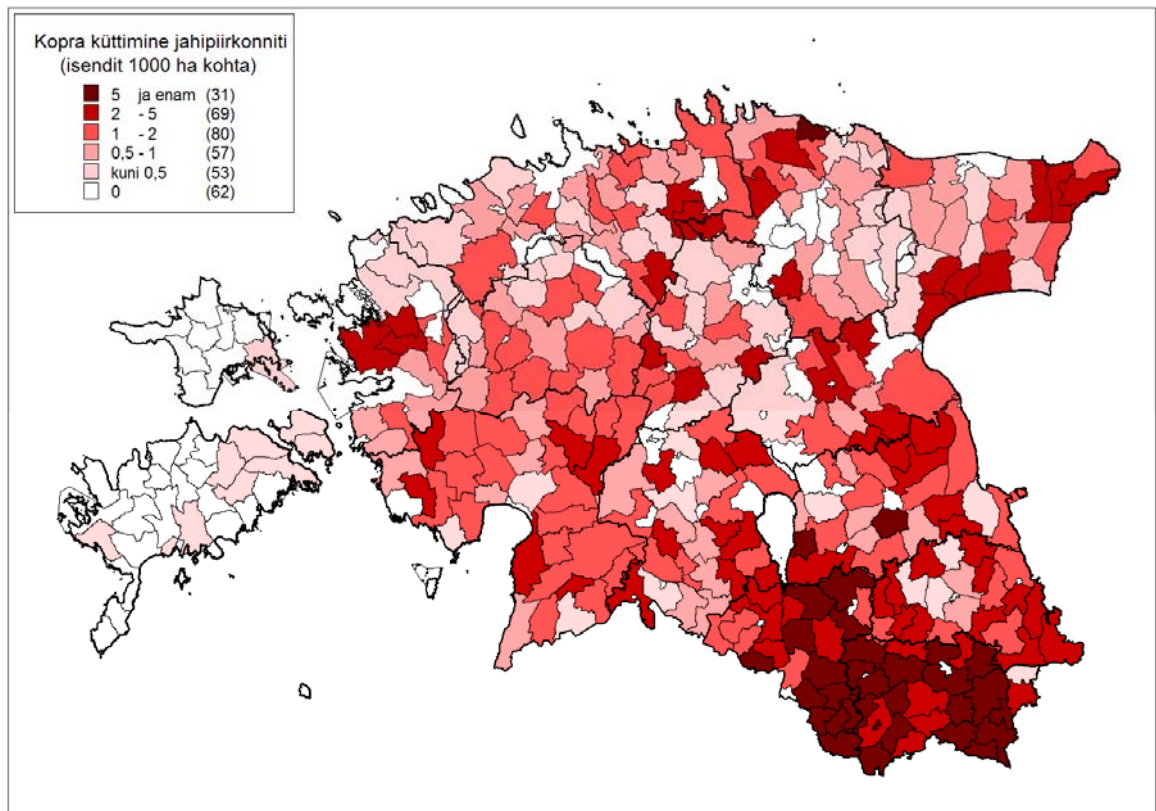 Kopra küttimine jahipiirkonniti
(isendit 1000 ha kohta)
5 ja enam (31)
2 - 5 (69)
1 - 2 (80)
0,5 - 1 (57)
kuni 0,5 (53)
0 (62)